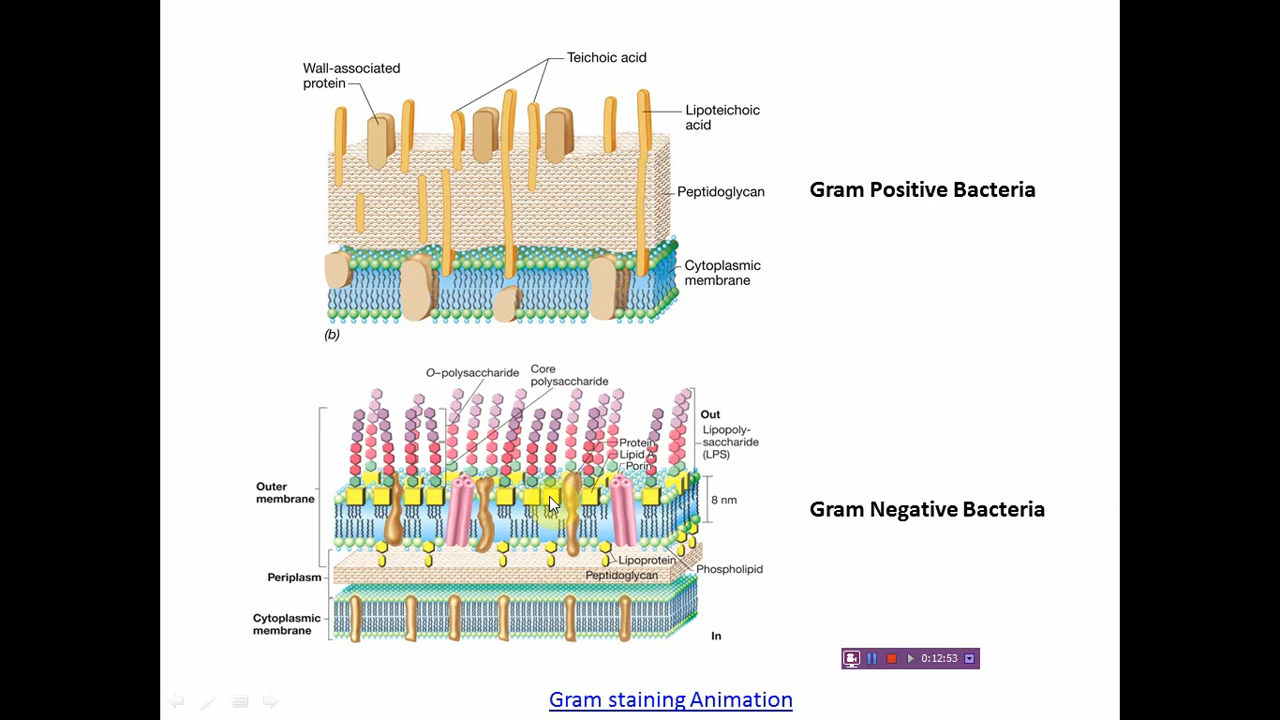 Teichoic acid
Wall-associated
protein
Lipoteichoic
acid
Peptidoglycan
Gram Positive Bacteria
Cytoplasmic
membrane
(b)
O–polysaccharide
Core
polysaccharide
Out
Lipopoly-
saccharide
(LPS)
Protein
Lipid A
Porin
Outer
membrane
8 nm
Gram Negative Bacteria
Lipoprotein
Phospholipid
Periplasm
Peptidoglycan
Cytoplasmic
membrane
In
0:12:53
Gram staining Animation